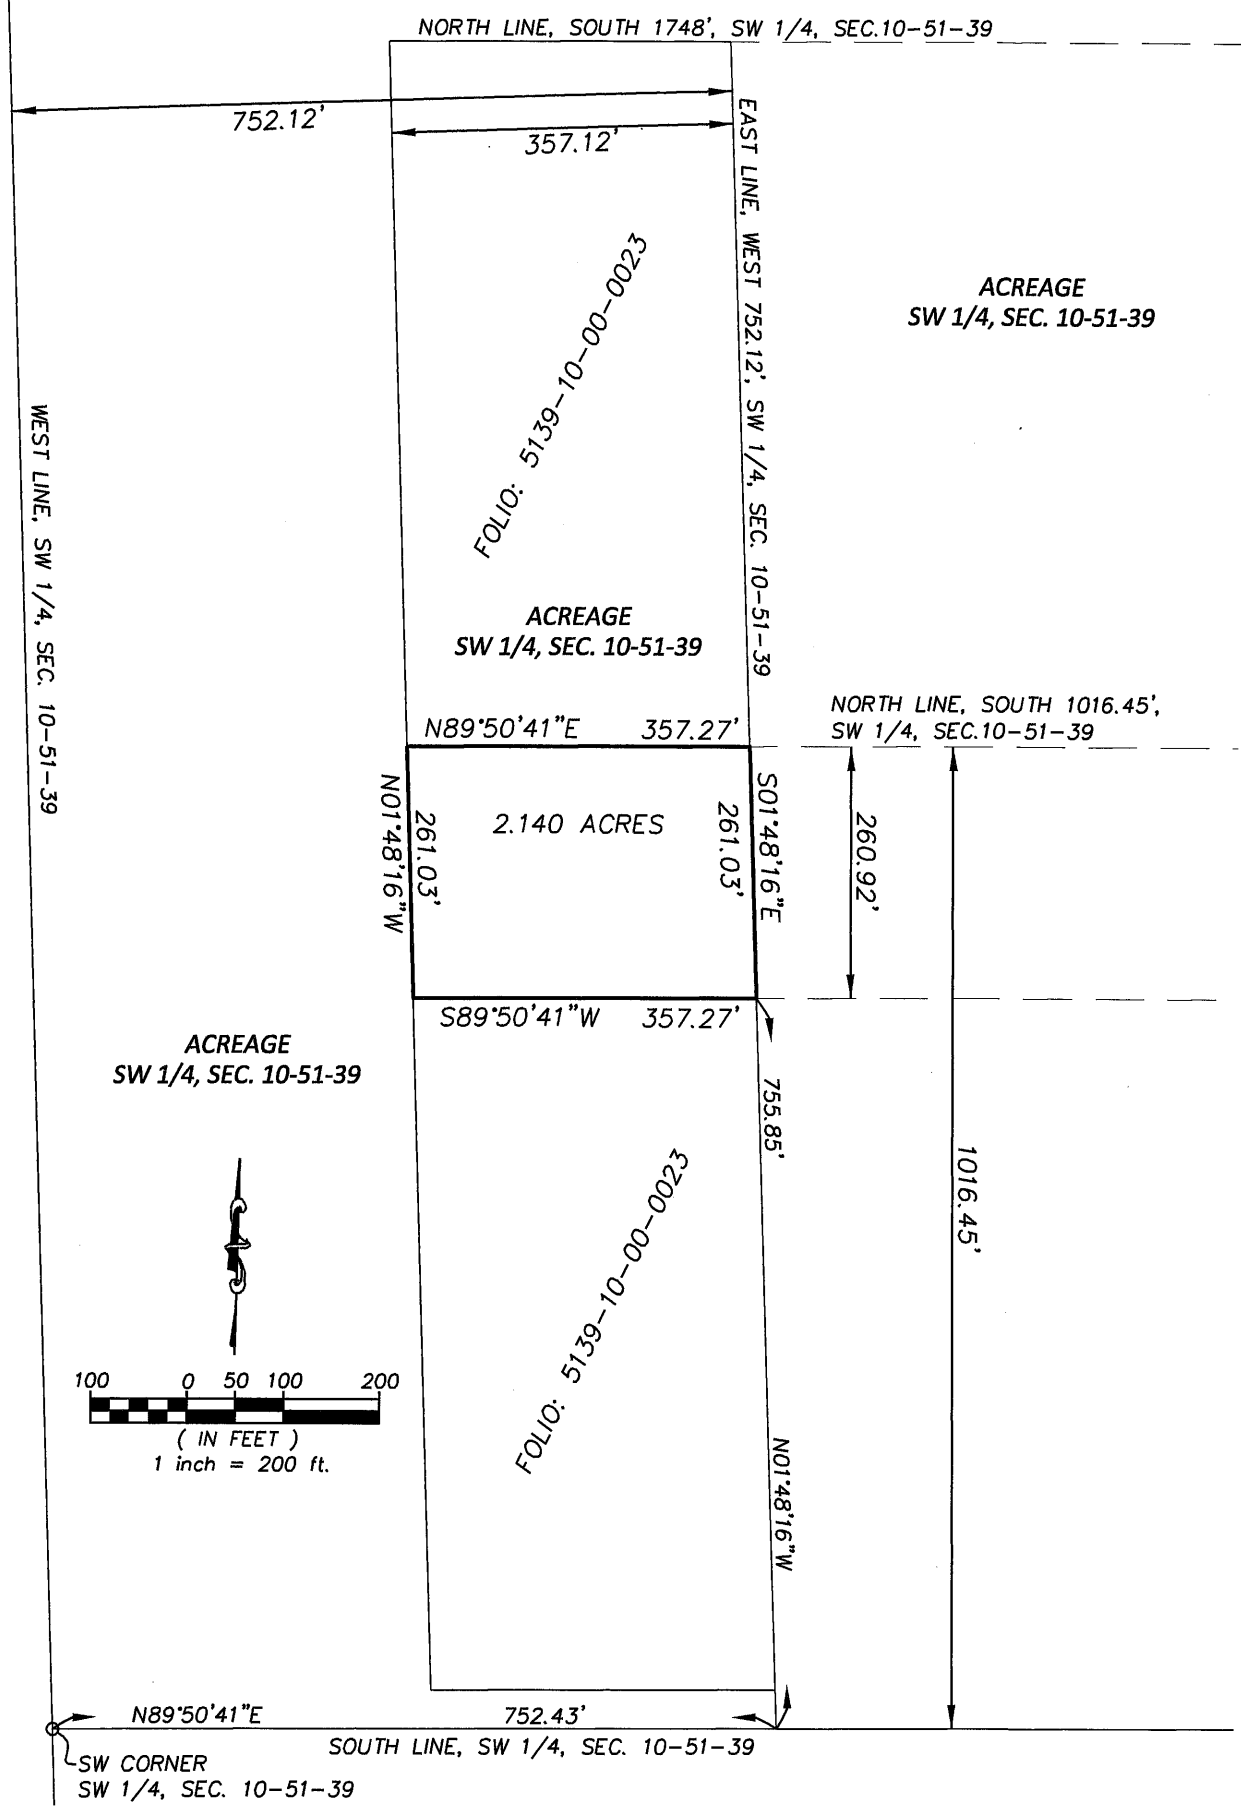 NORTH LINE, SOUTH 1748', SW 1/4, SEC.10-51-39
752.12'
357.12'
EAST LINE, WEST 752.12', SW 1/4, SEC. 10-51-39
FOLIO: 5139-10-00-0023
ACREAGE
SW 1/4, SEC. 10-51-39
WEST LINE, SW 1/4, SEC. 10-51-39
ACREAGE
SW 1/4, SEC. 10-51-39
NORTH LINE, SOUTH 1016.45',
SW 1/4, SEC.10-51-39
N89°50'41"E 357.27'
N01°48'16"W
261.03'
2.140 ACRES
261.03'
S01°48'16"E
260.92'
S89°50'41"W 357.27'
ACREAGE
SW 1/4, SEC. 10-51-39
755.85'
1016.45'
FOLIO: 5139-10-00-0023
100 0 50 100 200
( IN FEET )
1 inch = 200 ft.
N01°48'16"W
N89°50'41"E 752.43'
SOUTH LINE, SW 1/4, SEC. 10-51-39
SW CORNER
SW 1/4, SEC. 10-51-39